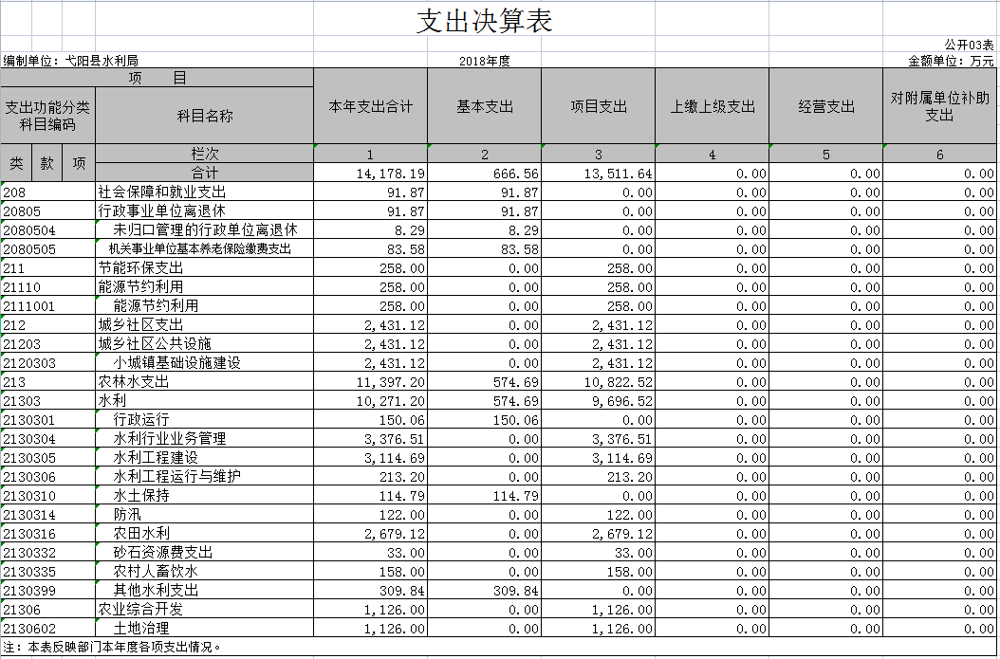 支出决算表
公开03表
编制单位：弋阳县水利局 2018年度 金额单位：万元
项 目
支出功能分类科目编码 科目名称 本年支出合计 基本支出 项目支出 上缴上级支出 经营支出 对附属单位补助支出
类 款 项 栏次 1 2 3 4 5 6
合计 14,178.19 666.56 13,511.64 0.00 0.00 0.00
208 社会保障和就业支出 91.87 91.87 0.00 0.00 0.00 0.00
20805 行政事业单位离退休 91.87 91.87 0.00 0.00 0.00 0.00
2080504 未归口管理的行政单位离退休 8.29 8.29 0.00 0.00 0.00 0.00
2080505 机关事业单位基本养老保险缴费支出 83.58 83.58 0.00 0.00 0.00 0.00
211 节能环保支出 258.00 0.00 258.00 0.00 0.00 0.00
21110 能源节约利用 258.00 0.00 258.00 0.00 0.00 0.00
2111001 能源节约利用 258.00 0.00 258.00 0.00 0.00 0.00
212 城乡社区支出 2,431.12 0.00 2,431.12 0.00 0.00 0.00
21203 城乡社区公共设施 2,431.12 0.00 2,431.12 0.00 0.00 0.00
2120303 小城镇基础设施建设 2,431.12 0.00 2,431.12 0.00 0.00 0.00
213 农林水支出 11,397.20 574.69 10,822.52 0.00 0.00 0.00
21303 水利 10,271.20 574.69 9,696.52 0.00 0.00 0.00
2130301 行政运行 150.06 150.06 0.00 0.00 0.00 0.00
2130304 水利行业业务管理 3,376.51 0.00 3,376.51 0.00 0.00 0.00
2130305 水利工程建设 3,114.69 0.00 3,114.69 0.00 0.00 0.00
2130306 水利工程运行与维护 213.20 0.00 213.20 0.00 0.00 0.00
2130310 水土保持 114.79 114.79 0.00 0.00 0.00 0.00
2130314 防汛 122.00 0.00 122.00 0.00 0.00 0.00
2130316 农田水利 2,679.12 0.00 2,679.12 0.00 0.00 0.00
2130332 砂石资源费支出 33.00 0.00 33.00 0.00 0.00 0.00
2130335 农村人畜饮水 158.00 0.00 158.00 0.00 0.00 0.00
2130399 其他水利支出 309.84 309.84 0.00 0.00 0.00 0.00
21306 农业综合开发 1,126.00 0.00 1,126.00 0.00 0.00 0.00
2130602 土地治理 1,126.00 0.00 1,126.00 0.00 0.00 0.00
注：本表反映部门本年度各项支出情况。